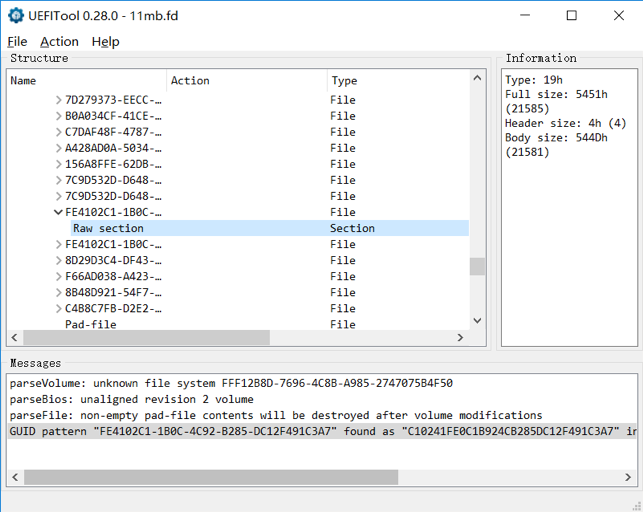 UEFITool 0.28.0 - 11mb.fd
File Action Help
Structure
Name Action Type
7D279373-EECC-... File
B0A034CF-41CE-... File
C7DAF48F-4787-... File
A428AD0A-5034-... File
156A8FFE-62DB-... File
7C9D532D-D648-... File
7C9D532D-D648-... File
FE4102C1-1B0C-... File
Raw section Section
FE4102C1-1B0C-... File
8D29D3C4-DF43-... File
F66AD038-A423-... File
8B48D921-54F7-... File
C4B8C7FB-D2E2-... File
Pad-file File
Information
Type: 19h
Full size: 5451h
(21585)
Header size: 4h (4)
Body size: 544Dh
(21581)
Messages
parseVolume: unknown file system FFF12B8D-7696-4C8B-A985-2747075B4F50
parseBios: unaligned revision 2 volume
parseFile: non-empty pad-file contents will be destroyed after volume modifications
GUID pattern "FE4102C1-1B0C-4C92-B285-DC12F491C3A7" found as "C10241FE0C1B924CB285DC12F491C3A7" in